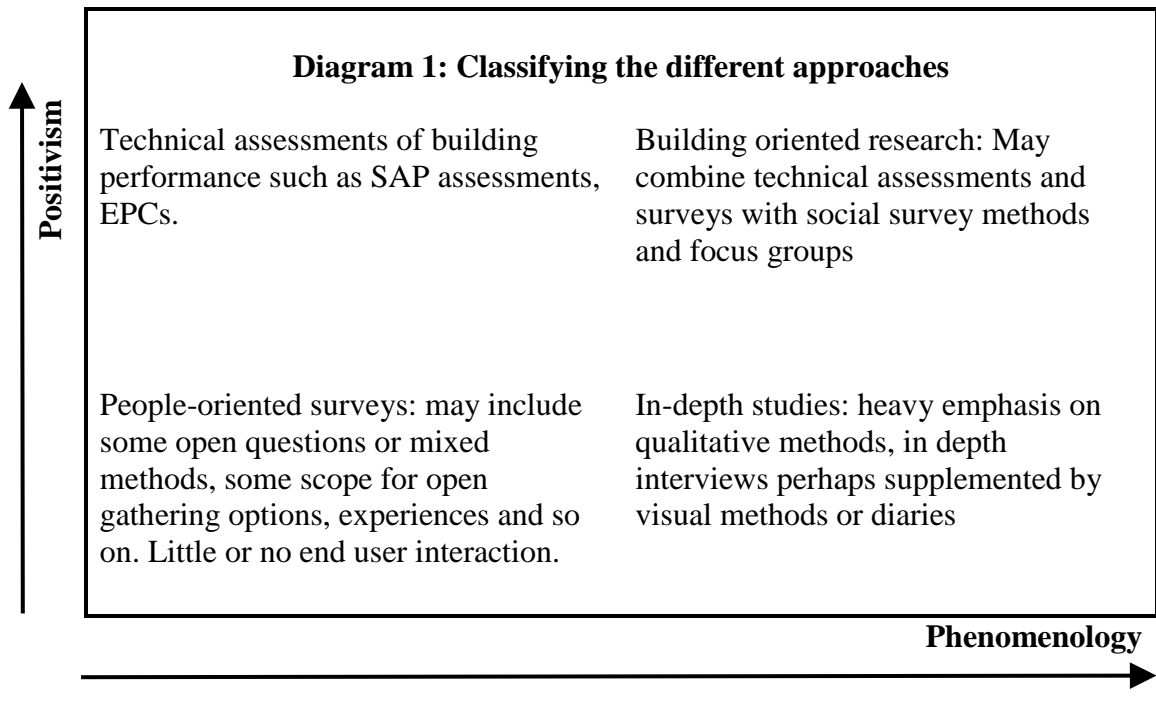 Diagram 1: Classifying the different approaches
Positivism
Technical assessments of building
performance such as SAP assessments,
EPCs.
Building oriented research: May
combine technical assessments and
surveys with social survey methods
and focus groups
People-oriented surveys: may include
some open questions or mixed
methods, some scope for open
gathering options, experiences and so
on. Little or no end user interaction.
In-depth studies: heavy emphasis on
qualitative methods, in depth
interviews perhaps supplemented by
visual methods or diaries
Phenomenology